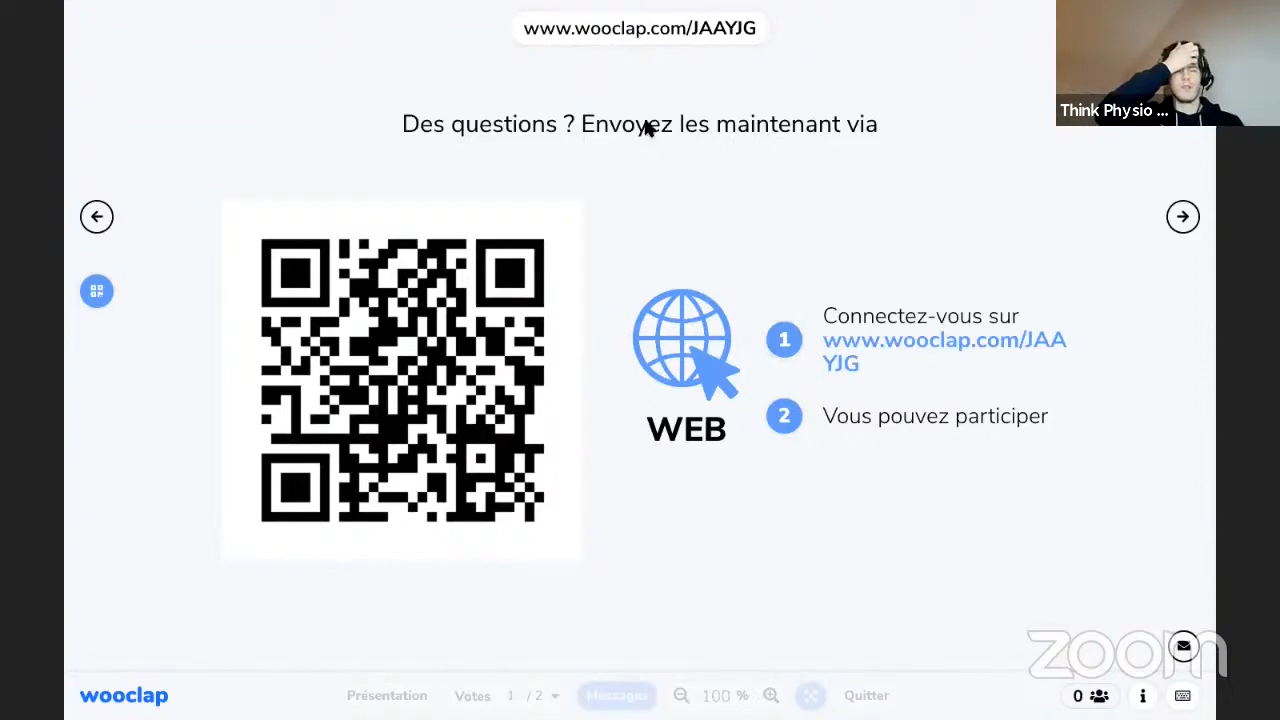 www.wooclap.com/JAAYJG
Think Physio ...
Des questions ? Envoyez les maintenant via
1
Connectez-vous sur
www.wooclap.com/JAA
YJG
2
Vous pouvez participer
WEB
zoom
wooclap
Présentation
Votes
1 / 2
Messages
100 %
Quitter
0